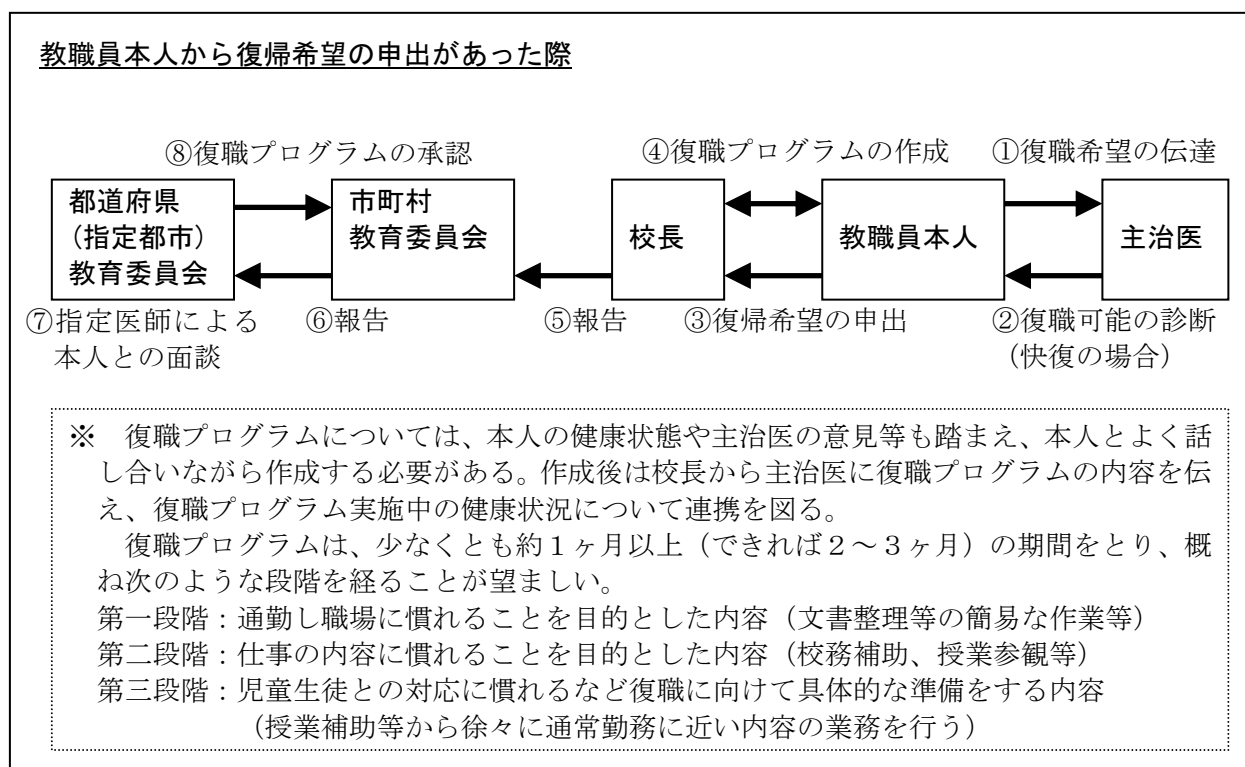 教職員本人から復帰希望の申出があった際
⑧復職プログラムの承認
④復職プログラムの作成
①復職希望の伝達
都道府県
（指定都市）
教育委員会
市町村
教育委員会
校長
教職員本人
主治医
⑦指定医師による
本人との面談
⑥報告
⑤報告
③復帰希望の申出
②復職可能の診断
（快復の場合）
※　復職プログラムについては、本人の健康状態や主治医の意見等も踏まえ、本人とよく話
し合いながら作成する必要がある。作成後は校長から主治医に復職プログラムの内容を伝
え、復職プログラム実施中の健康状況について連携を図る。
復職プログラムは、少なくとも約１ヶ月以上（できれば２～３ヶ月）の期間をとり、概
ね次のような段階を経ることが望ましい。
第一段階：通勤し職場に慣れることを目的とした内容（文書整理等の簡易な作業等）
第二段階：仕事の内容に慣れることを目的とした内容（校務補助、授業参観等）
第三段階：児童生徒との対応に慣れるなど復職に向けて具体的な準備をする内容
（授業補助等から徐々に通常勤務に近い内容の業務を行う）